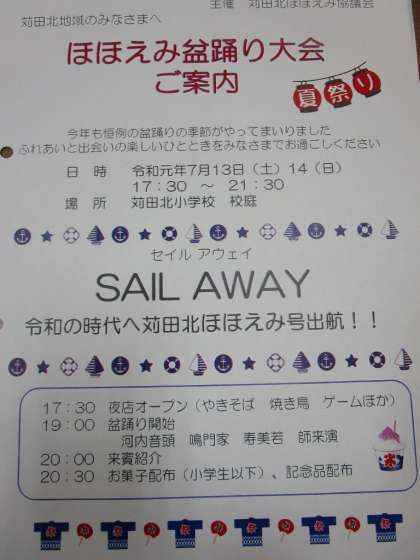 苅田北地域のみなさまへ
主催 苅田北ほほえみ協議会
ほほえみ盆踊り大会
ご案内
夏祭り
今年も恒例の盆踊りの季節がやってまいりました
ふれあいと出会いの楽しいひとときをみなさまでお過ごしください
日 時 令和元年7月13日(土)14(日)
17:30 ～ 21:30
場 所 苅田北小学校 校庭
セイル アウェイ
SAIL AWAY
令和の時代へ苅田北ほほえみ号出航!!
17:30 夜店オープン(やきそば 焼き鳥 ゲームほか)
19:00 盆踊り開始
河内音頭 鳴門家 寿美若 師来演
20:00 来賓紹介
20:30 お菓子配布(小学生以下)、記念品配布
氷
祭 祭 祭 祭 祭 祭